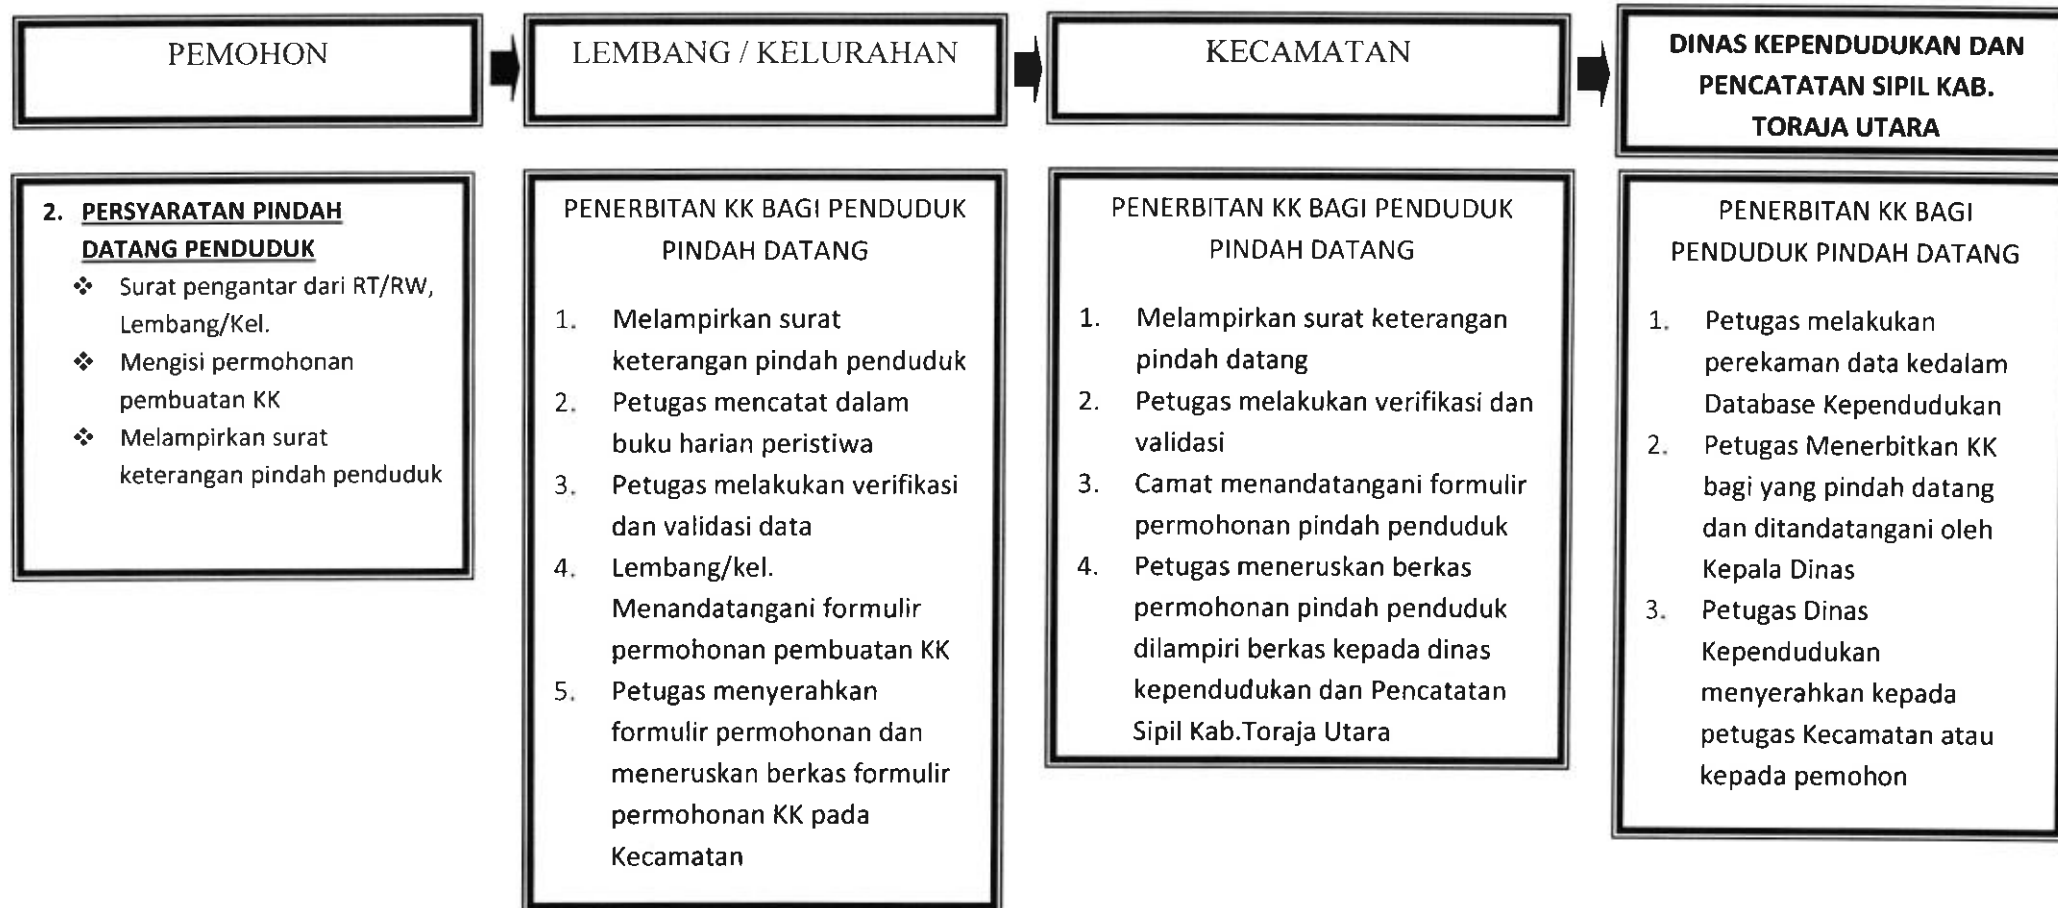 PEMOHON
LEMBANG / KELURAHAN
KECAMATAN
DINAS KEPENDUDUKAN DAN
PENCATATAN SIPIL KAB.
TORAJA UTARA
2. PERSYARATAN PINDAH
DATANG PENDUDUK
❖ Surat pengantar dari RT/RW,
Lembang/Kel.
❖ Mengisi permohonan
pembuatan KK
❖ Melampirkan surat
keterangan pindah penduduk
PENERBITAN KK BAGI PENDUDUK
PINDAH DATANG
1. Melampirkan surat
keterangan pindah penduduk
2. Petugas mencatat dalam
buku harian peristiwa
3. Petugas melakukan verifikasi
dan validasi data
4. Lembang/kel.
Menandatangani formulir
permohonan pembuatan KK
5. Petugas menyerahkan
formulir permohonan dan
meneruskan berkas formulir
permohonan KK pada
Kecamatan
PENERBITAN KK BAGI PENDUDUK
PINDAH DATANG
1. Melampirkan surat keterangan
pindah datang
2. Petugas melakukan verifikasi dan
validasi
3. Camat menandatangani formulir
permohonan pindah penduduk
4. Petugas meneruskan berkas
permohonan pindah penduduk
dilampiri berkas kepada dinas
kependudukan dan Pencatatan
Sipil Kab.Toraja Utara
PENERBITAN KK BAGI
PENDUDUK PINDAH DATANG
1. Petugas melakukan
perekaman data kedalam
Database Kependudukan
2. Petugas Menerbitkan KK
bagi yang pindah datang
dan ditandatangani oleh
Kepala Dinas
3. Petugas Dinas
Kependudukan
menyerahkan kepada
petugas Kecamatan atau
kepada pemohon